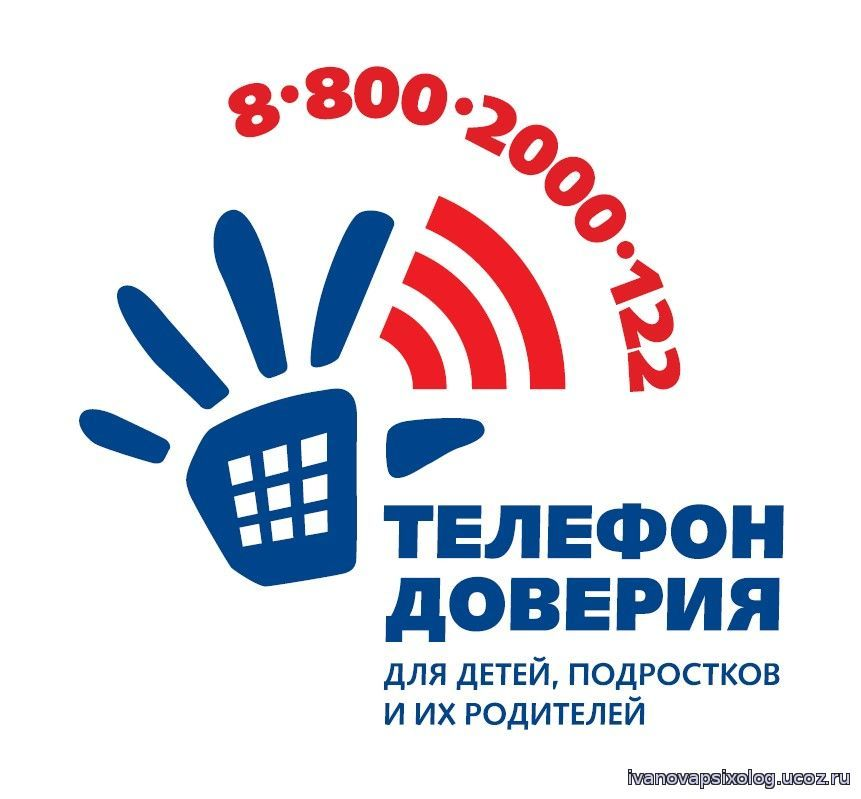 8·800·2000·122
ТЕЛЕФОН
ДОВЕРИЯ
ДЛЯ ДЕТЕЙ, ПОДРОСТКОВ
И ИХ РОДИТЕЛЕЙ
ivanovapsixolog.ucoz.ru